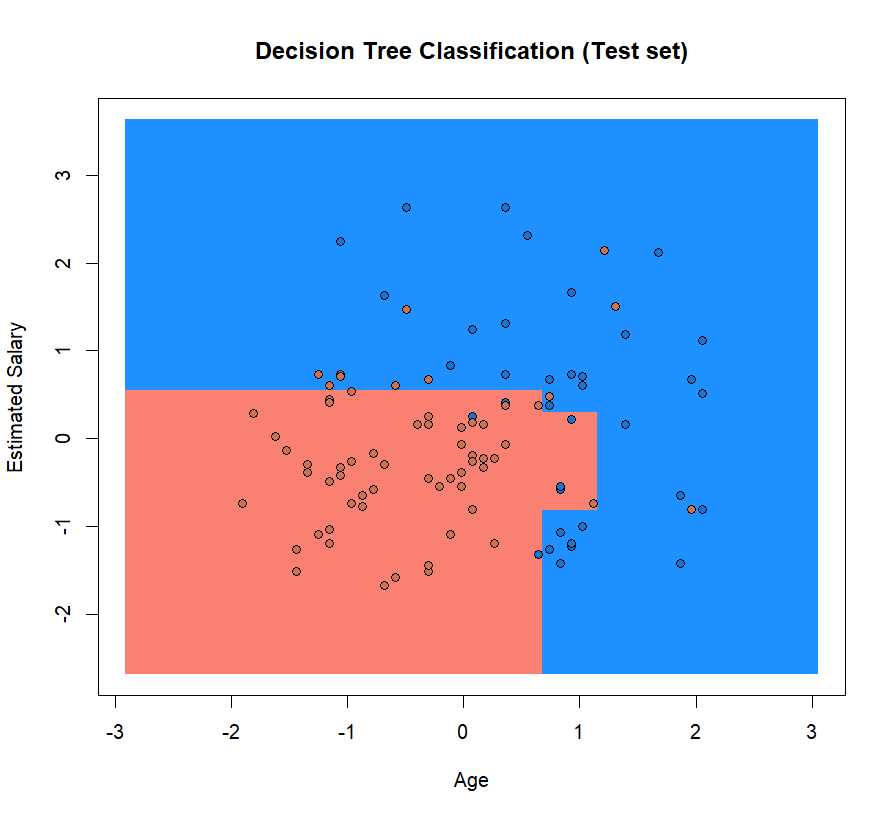 Decision Tree Classification (Test set)
Estimated Salary
3
2
1
0
-1
-2
-3 -2 -1 0 1 2 3
Age